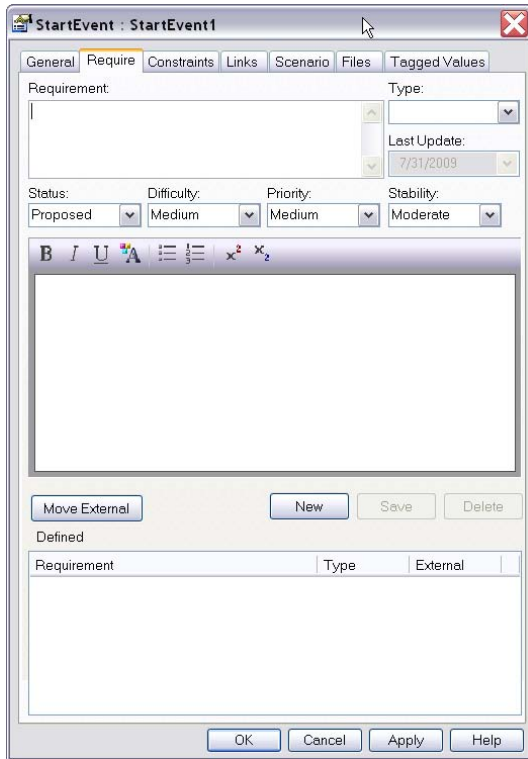 StartEvent : StartEvent1
General Require Constraints Links Scenario Files Tagged Values
Requirement: Type:
Last Update:
7/31/2009
Status: Difficulty: Priority: Stability:
Proposed Medium Medium Moderate
B I U A x² x₂
Move External New Save Delete
Defined
Requirement Type External
OK Cancel Apply Help